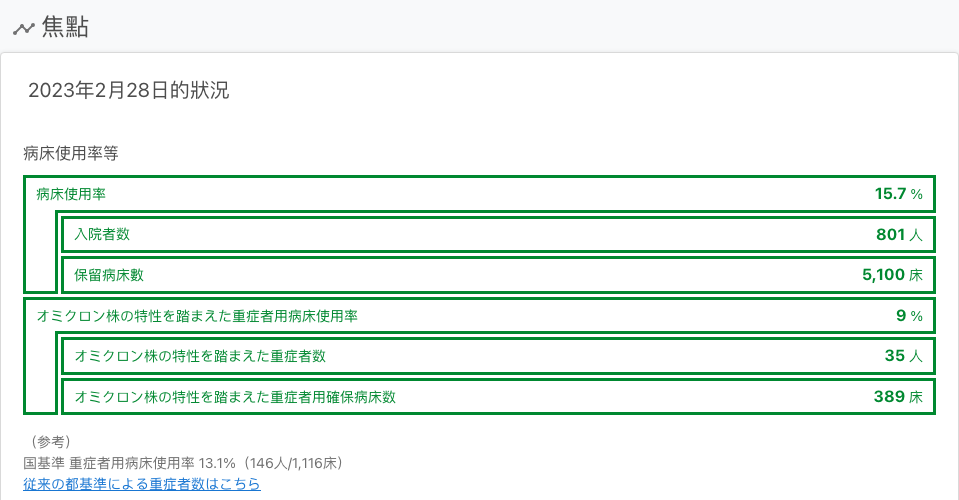 焦點
2023年2月28日的狀況
病床使用率等
病床使用率 15.7 %
入院者数 801 人
保留病床數 5,100 床
オミクロン株の特性を踏まえた重症者用病床使用率 9 %
オミクロン株の特性を踏まえた重症者数 35 人
オミクロン株の特性を踏まえた重症者用確保病床数 389 床
（参考）
国基準 重症者用病床使用率 13.1%（146人/1,116床）
従来の都基準による重症者数はこちら